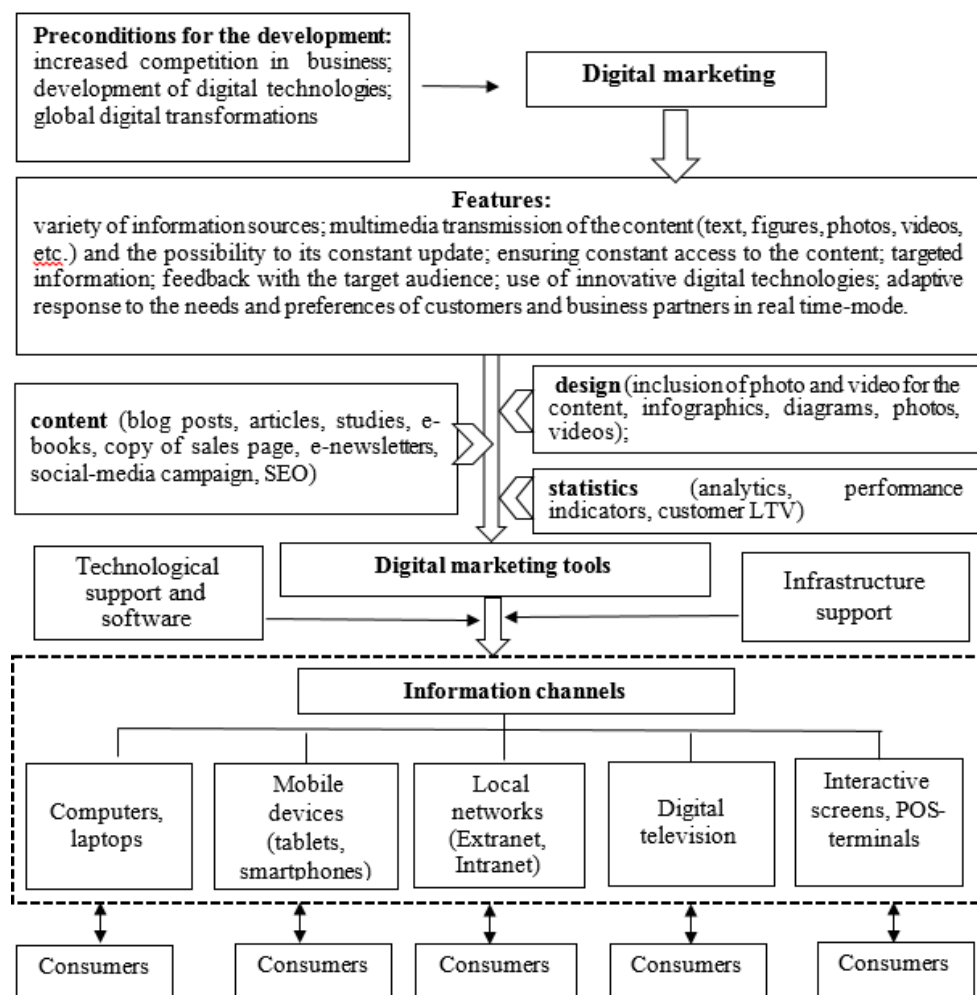 Preconditions for the development:
increased competition in business;
development of digital technologies;
global digital transformations
Digital marketing
Features:
variety of information sources; multimedia transmission of the content (text, figures, photos, videos,
etc.) and the possibility to its constant update; ensuring constant access to the content; targeted
information; feedback with the target audience; use of innovative digital technologies; adaptive
response to the needs and preferences of customers and business partners in real time-mode.
content (blog posts, articles, studies, e-
books, copy of sales page, e-newsletters,
social-media campaign, SEO)
design (inclusion of photo and video for the
content, infographics, diagrams, photos,
videos);
statistics (analytics, performance
indicators, customer LTV)
Technological
support and
software
Digital marketing tools
Infrastructure
support
Information channels
Computers,
laptops
Mobile
devices
(tablets,
smartphones)
Local
networks
(Extranet,
Intranet)
Digital
television
Interactive
screens, POS-
terminals
Consumers
Consumers
Consumers
Consumers
Consumers